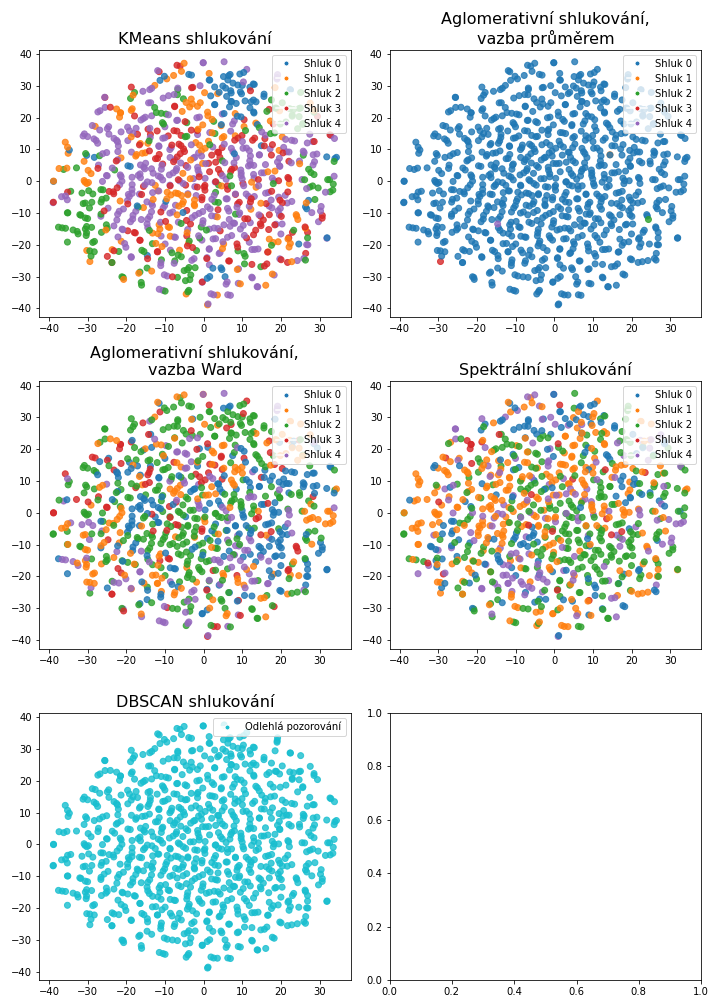 KMeans shlukování
40
30
20
10
0
−10
−20
−30
−40
Shluk 0
Shluk 1
Shluk 2
Shluk 3
Shluk 4
−40 −30 −20 −10 0 10 20 30
Aglomerativní shlukování,
vazba průměrem
40
30
20
10
0
−10
−20
−30
−40
Shluk 0
Shluk 1
Shluk 2
Shluk 3
Shluk 4
−40 −30 −20 −10 0 10 20 30
Aglomerativní shlukování,
vazba Ward
40
30
20
10
0
−10
−20
−30
−40
Shluk 0
Shluk 1
Shluk 2
Shluk 3
Shluk 4
−40 −30 −20 −10 0 10 20 30
Spektrální shlukování
40
30
20
10
0
−10
−20
−30
−40
Shluk 0
Shluk 1
Shluk 2
Shluk 3
Shluk 4
−40 −30 −20 −10 0 10 20 30
DBSCAN shlukování
40
30
20
10
0
−10
−20
−30
−40
Odlehlá pozorování
−40 −30 −20 −10 0 10 20 30
1.0
0.8
0.6
0.4
0.2
0.0
0.0 0.2 0.4 0.6 0.8 1.0